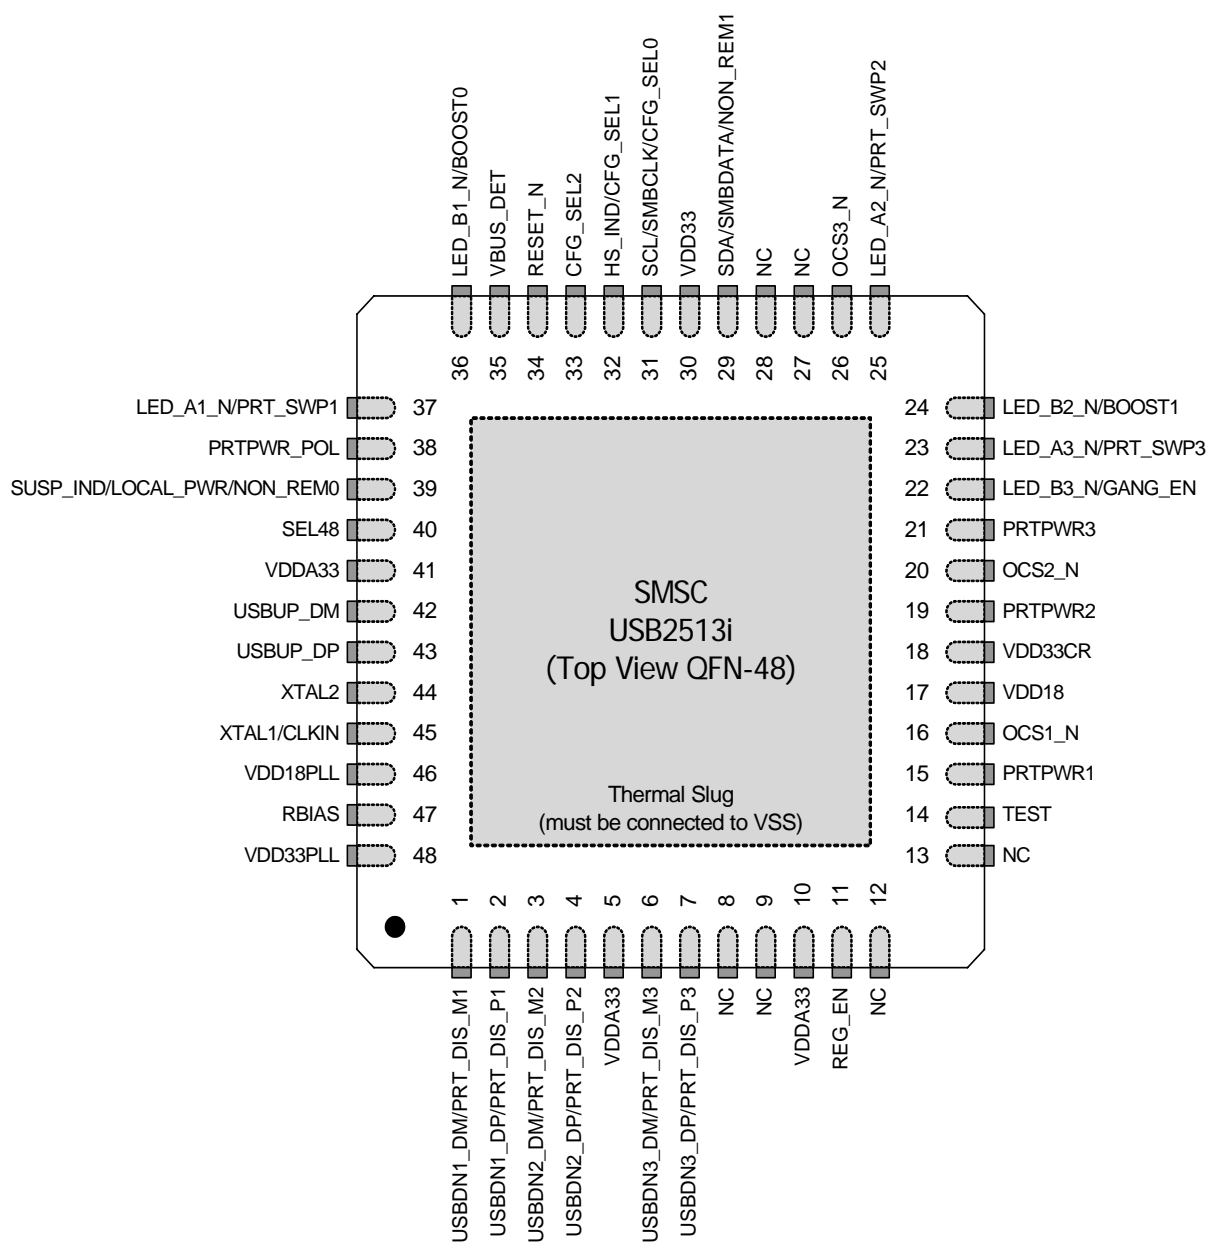 LED_B1_N/BOOST0
VBUS_DET
RESET_N
CFG_SEL2
HS_IND/CFG_SEL1
SCL/SMBCLK/CFG_SEL0
VDD33
SDA/SMBDATA/NON_REM1
NC
NC
OCS3_N
LED_A2_N/PRT_SWP2
36
35
34
33
32
31
30
29
28
27
26
25
LED_A1_N/PRT_SWP1 37
PRTPWR_POL 38
SUSP_IND/LOCAL_PWR/NON_REM0 39
SEL48 40
VDDA33 41
USBUP_DM 42
USBUP_DP 43
XTAL2 44
XTAL1/CLKIN 45
VDD18PLL 46
RBIAS 47
VDD33PLL 48
SMSC
USB2513i
(Top View QFN-48)
Thermal Slug
(must be connected to VSS)
24 LED_B2_N/BOOST1
23 LED_A3_N/PRT_SWP3
22 LED_B3_N/GANG_EN
21 PRTPWR3
20 OCS2_N
19 PRTPWR2
18 VDD33CR
17 VDD18
16 OCS1_N
15 PRTPWR1
14 TEST
13 NC
1
2
3
4
5
6
7
8
9
10
11
12
USBDN1_DM/PRT_DIS_M1
USBDN1_DP/PRT_DIS_P1
USBDN2_DM/PRT_DIS_M2
USBDN2_DP/PRT_DIS_P2
VDDA33
USBDN3_DM/PRT_DIS_M3
USBDN3_DP/PRT_DIS_P3
NC
NC
VDDA33
REG_EN
NC